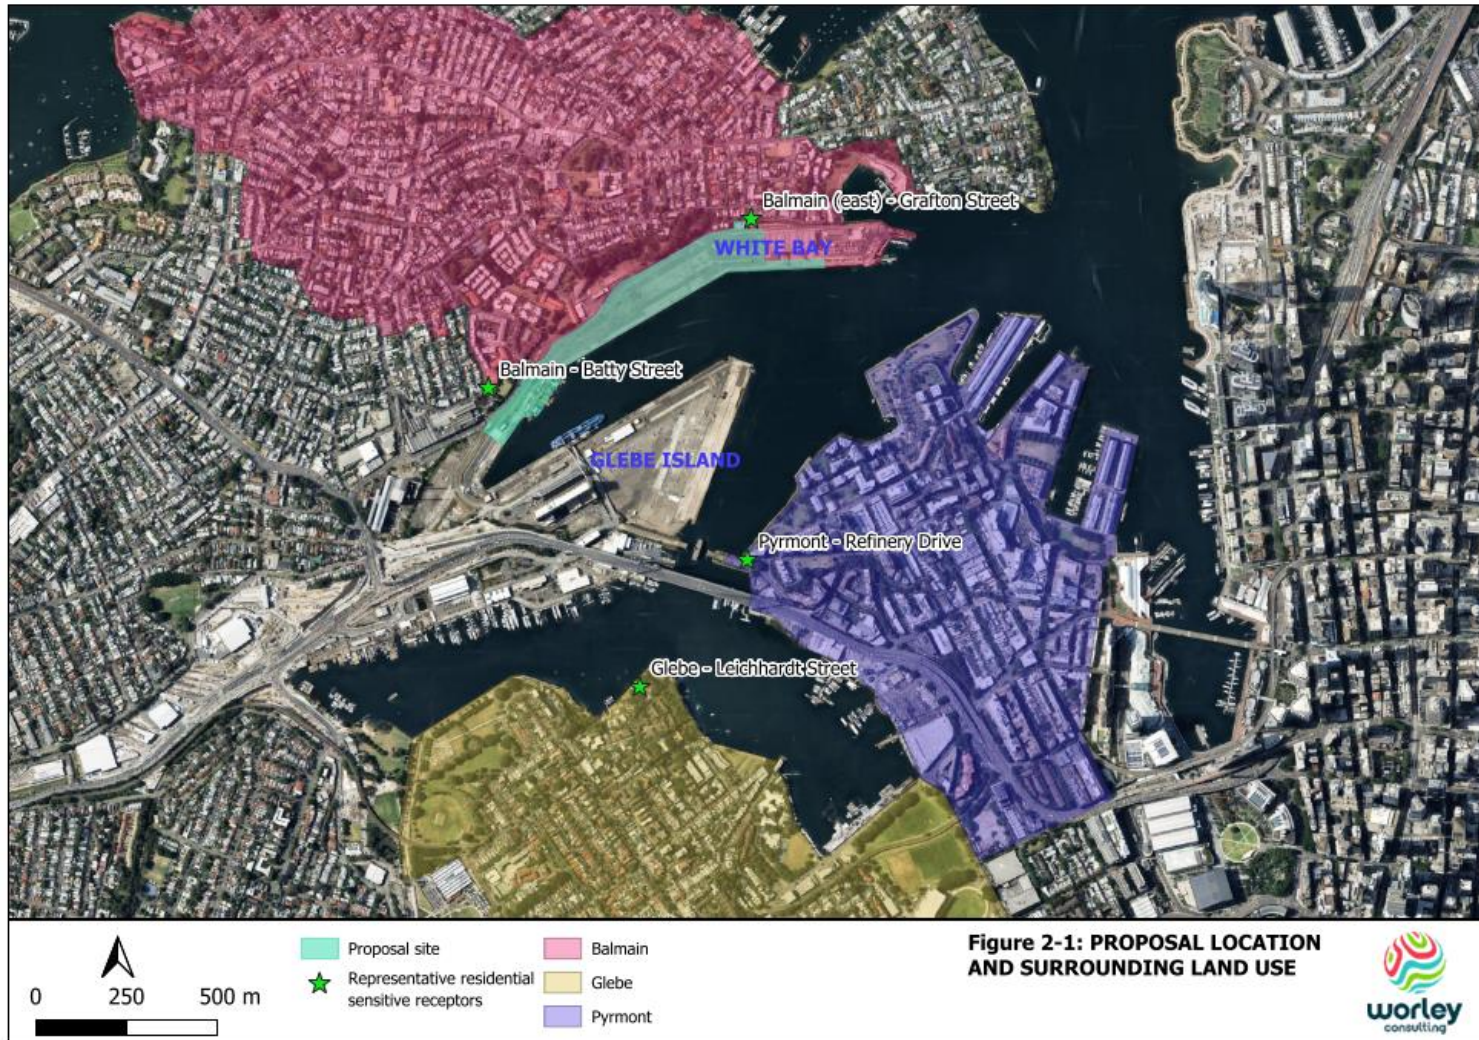 Balmain (east) - Grafton Street
WHITE BAY
Balmain - Batty Street
GLEBE ISLAND
Pyrmont - Refinery Drive
Glebe - Leichhardt Street
0 250 500 m
Proposal site
Representative residential
sensitive receptors
Balmain
Glebe
Pyrmont
Figure 2-1: PROPOSAL LOCATION
AND SURROUNDING LAND USE
worley
consulting